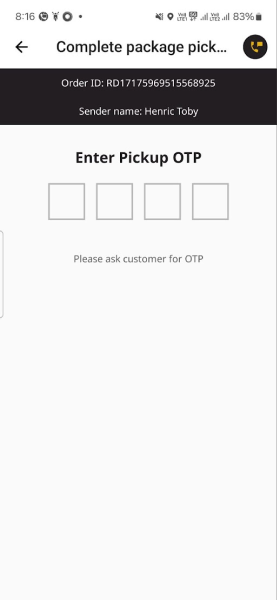 8:16
83%
Complete package pick...
Order ID: RD17175969515568925
Sender name: Henric Toby
Enter Pickup OTP
Please ask customer for OTP